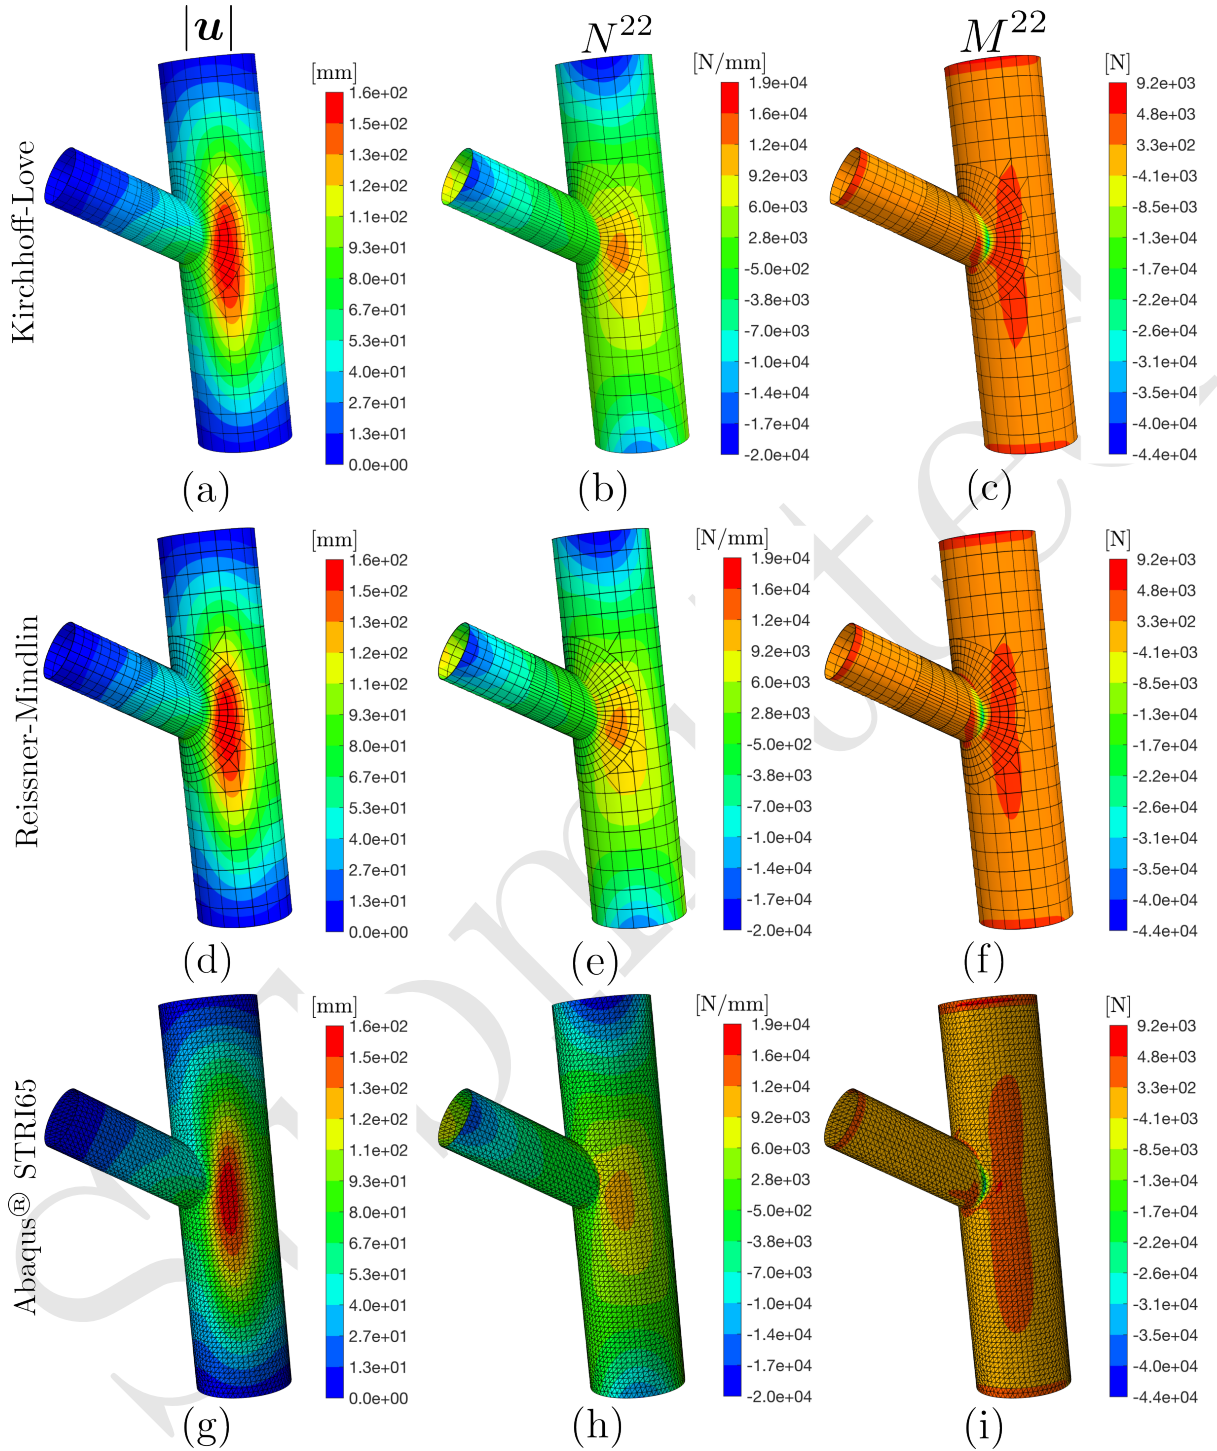 |u|
N²²
M²²
Kirchhoff-Love
[mm]
1.6e+02
1.5e+02
1.3e+02
1.2e+02
1.1e+02
9.3e+01
8.0e+01
6.7e+01
5.3e+01
4.0e+01
2.7e+01
1.3e+01
0.0e+00
(a)
[N/mm]
1.9e+04
1.6e+04
1.2e+04
9.2e+03
6.0e+03
2.8e+03
-5.0e+02
-3.8e+03
-7.0e+03
-1.0e+04
-1.4e+04
-1.7e+04
-2.0e+04
(b)
[N]
9.2e+03
4.8e+03
3.3e+02
-4.1e+03
-8.5e+03
-1.3e+04
-1.7e+04
-2.2e+04
-2.6e+04
-3.1e+04
-3.5e+04
-4.0e+04
-4.4e+04
(c)
Reissner-Mindlin
[mm]
1.6e+02
1.5e+02
1.3e+02
1.2e+02
1.1e+02
9.3e+01
8.0e+01
6.7e+01
5.3e+01
4.0e+01
2.7e+01
1.3e+01
0.0e+00
(d)
[N/mm]
1.9e+04
1.6e+04
1.2e+04
9.2e+03
6.0e+03
2.8e+03
-5.0e+02
-3.8e+03
-7.0e+03
-1.0e+04
-1.4e+04
-1.7e+04
-2.0e+04
(e)
[N]
9.2e+03
4.8e+03
3.3e+02
-4.1e+03
-8.5e+03
-1.3e+04
-1.7e+04
-2.2e+04
-2.6e+04
-3.1e+04
-3.5e+04
-4.0e+04
-4.4e+04
(f)
Abaqus® STRI65
[mm]
1.6e+02
1.5e+02
1.3e+02
1.2e+02
1.1e+02
9.3e+01
8.0e+01
6.7e+01
5.3e+01
4.0e+01
2.7e+01
1.3e+01
0.0e+00
(g)
[N/mm]
1.9e+04
1.6e+04
1.2e+04
9.2e+03
6.0e+03
2.8e+03
-5.0e+02
-3.8e+03
-7.0e+03
-1.0e+04
-1.4e+04
-1.7e+04
-2.0e+04
(h)
[N]
9.2e+03
4.8e+03
3.3e+02
-4.1e+03
-8.5e+03
-1.3e+04
-1.7e+04
-2.2e+04
-2.6e+04
-3.1e+04
-3.5e+04
-4.0e+04
-4.4e+04
(i)